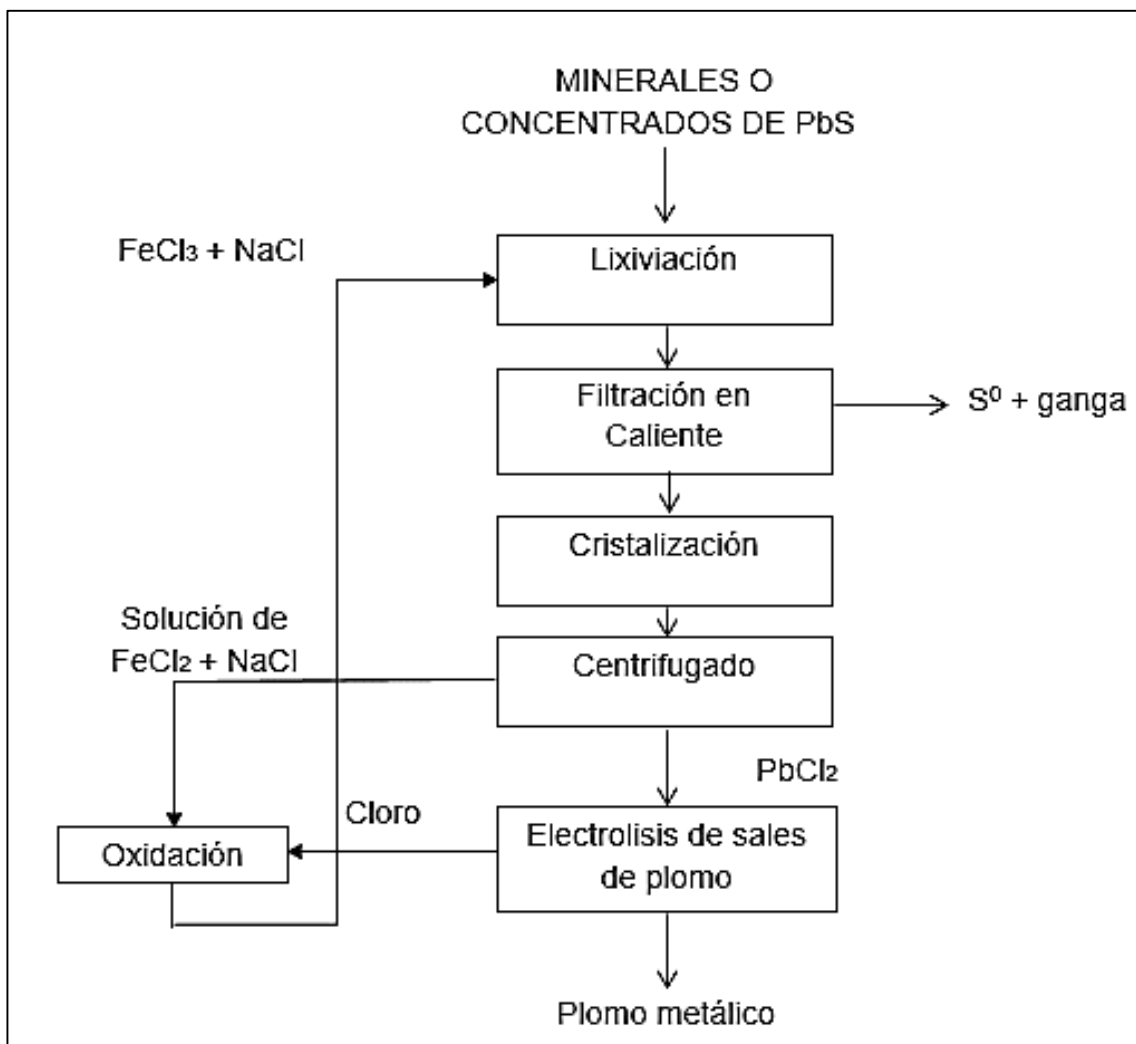 MINERALES O
CONCENTRADOS DE PbS
FeCl₃ + NaCl
Lixiviación
Filtración en
Caliente
S⁰ + ganga
Cristalización
Solución de
FeCl₂ + NaCl
Centrifugado
PbCl₂
Cloro
Oxidación
Electrolisis de sales
de plomo
Plomo metálico